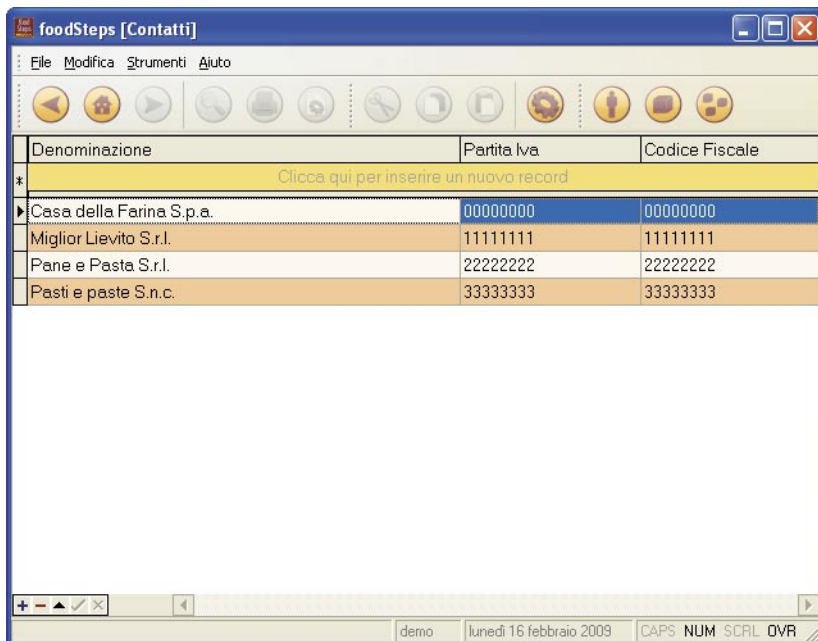 foodSteps [Contatti]
File Modifica Strumenti Aiuto
Denominazione Partita Iva Codice Fiscale
Clicca qui per inserire un nuovo record
Casa della Farina S.p.a. 00000000 00000000
Miglior Lievito S.r.l. 11111111 11111111
Pane e Pasta S.r.l. 22222222 22222222
Pasti e paste S.n.c. 33333333 33333333
demo lunedì 16 febbraio 2009 CAPS NUM SCRL OVR